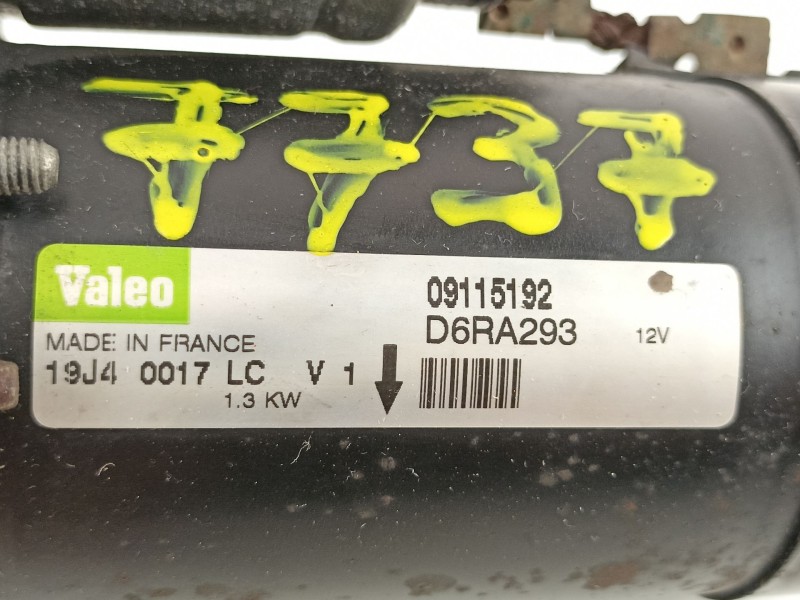 7737
Valeo
09115192
D6RA293 12V
MADE IN FRANCE
19J4 0017 LC V 1
1.3 KW